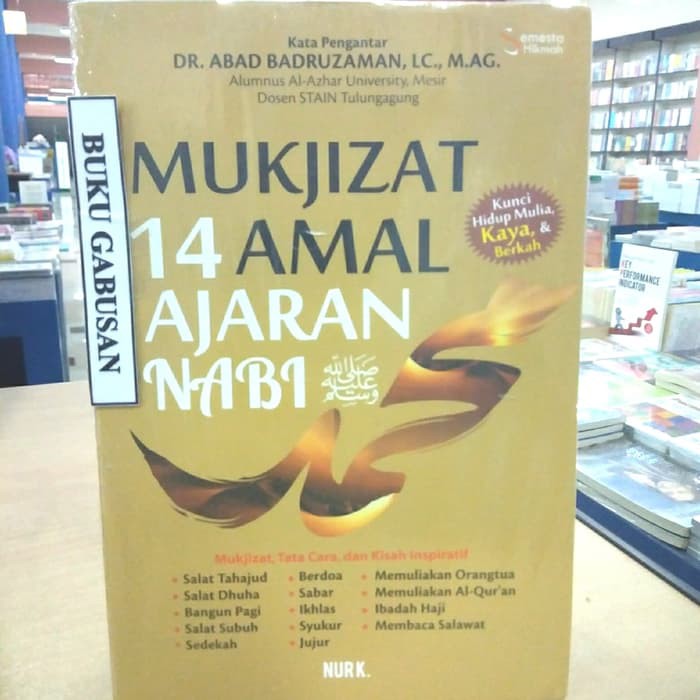 Kata Pengantar
DR. ABAD BADRUZAMAN, LC., M.AG.
Alumnus Al-Azhar University, Mesir
Dosen STAIN Tulungagung
Semesta
Hikmah
BUKU GABUSAN
MUKJIZAT
14 AMAL
AJARAN
NABI ﷺ
Kunci
Hidup Mulia,
Kaya, &
Berkah
محمد
KEY
PERFORMANCE
INDICATOR
Mukjizat, Tata Cara, dan Kisah Inspiratif
• Salat Tahajud
• Salat Dhuha
• Bangun Pagi
• Salat Subuh
• Sedekah
• Berdoa
• Sabar
• Ikhlas
• Syukur
• Jujur
• Memuliakan Orangtua
• Memuliakan Al-Qur'an
• Ibadah Haji
• Membaca Salawat
NUR K.